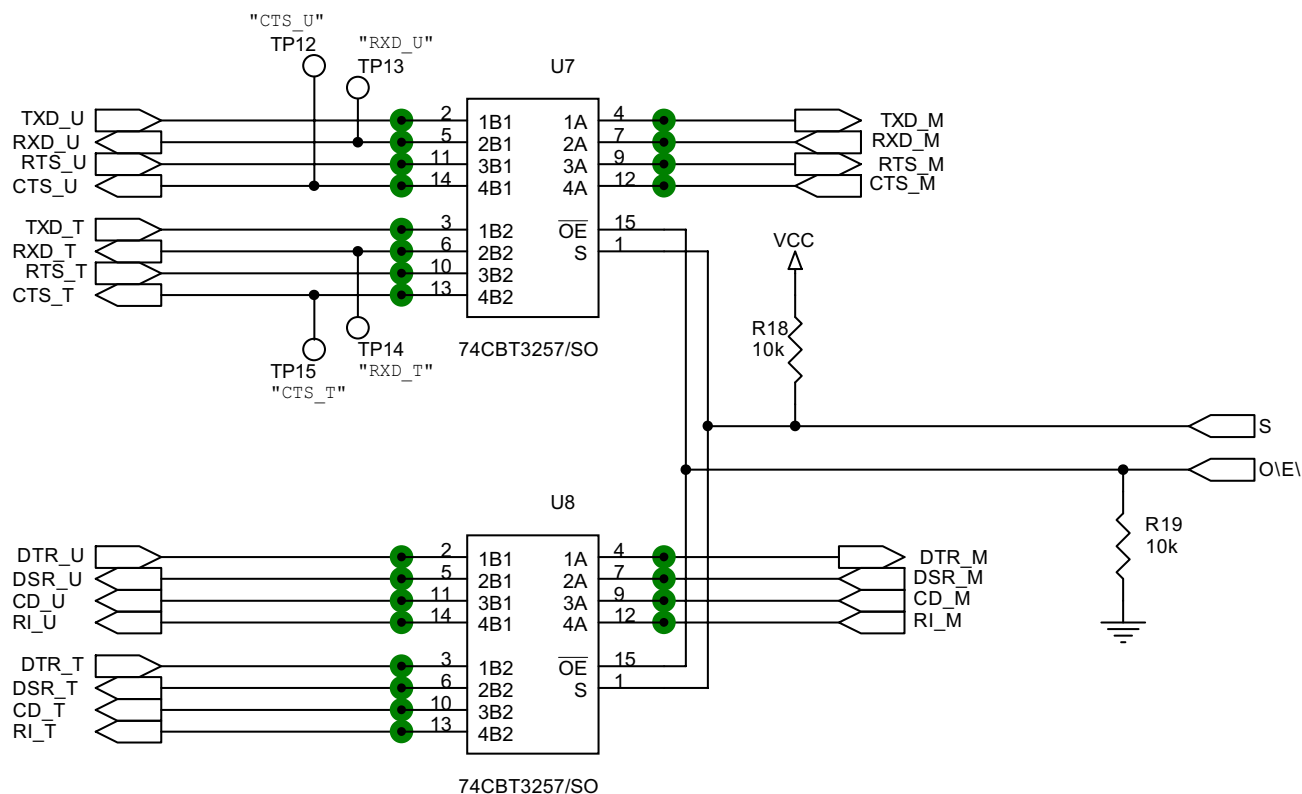 "CTS_U"
TP12
"RXD_U"
TP13
U7
TXD_U 2 1B1 1A 4 TXD_M
RXD_U 5 2B1 2A 7 RXD_M
RTS_U 11 3B1 3A 9 RTS_M
CTS_U 14 4B1 4A 12 CTS_M
TXD_T 3 1B2 OE 15
RXD_T 6 2B2 S 1
RTS_T 10 3B2
CTS_T 13 4B2
VCC
R18
10k
74CBT3257/SO
TP14
"RXD_T"
TP15
"CTS_T"
S
O\E\
U8
R19
10k
DTR_U 2 1B1 1A 4 DTR_M
DSR_U 5 2B1 2A 7 DSR_M
CD_U 11 3B1 3A 9 CD_M
RI_U 14 4B1 4A 12 RI_M
DTR_T 3 1B2 OE 15
DSR_T 6 2B2 S 1
CD_T 10 3B2
RI_T 13 4B2
74CBT3257/SO